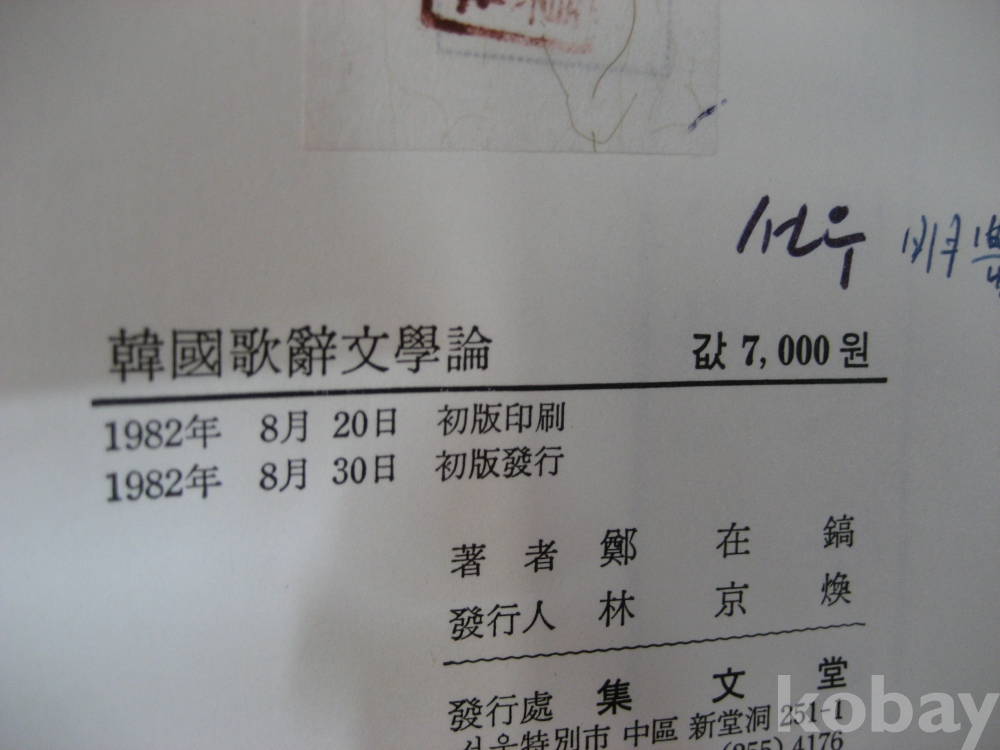 서우
韓國歌辭文學論 값 7,000원
1982年 8月 20日 初版印刷
1982年 8月 30日 初版發行
著者 鄭在鎬
發行人 林京煥
發行處 集文堂
서울特別市 中區 新堂洞 251-1
(255) 4176
kobay